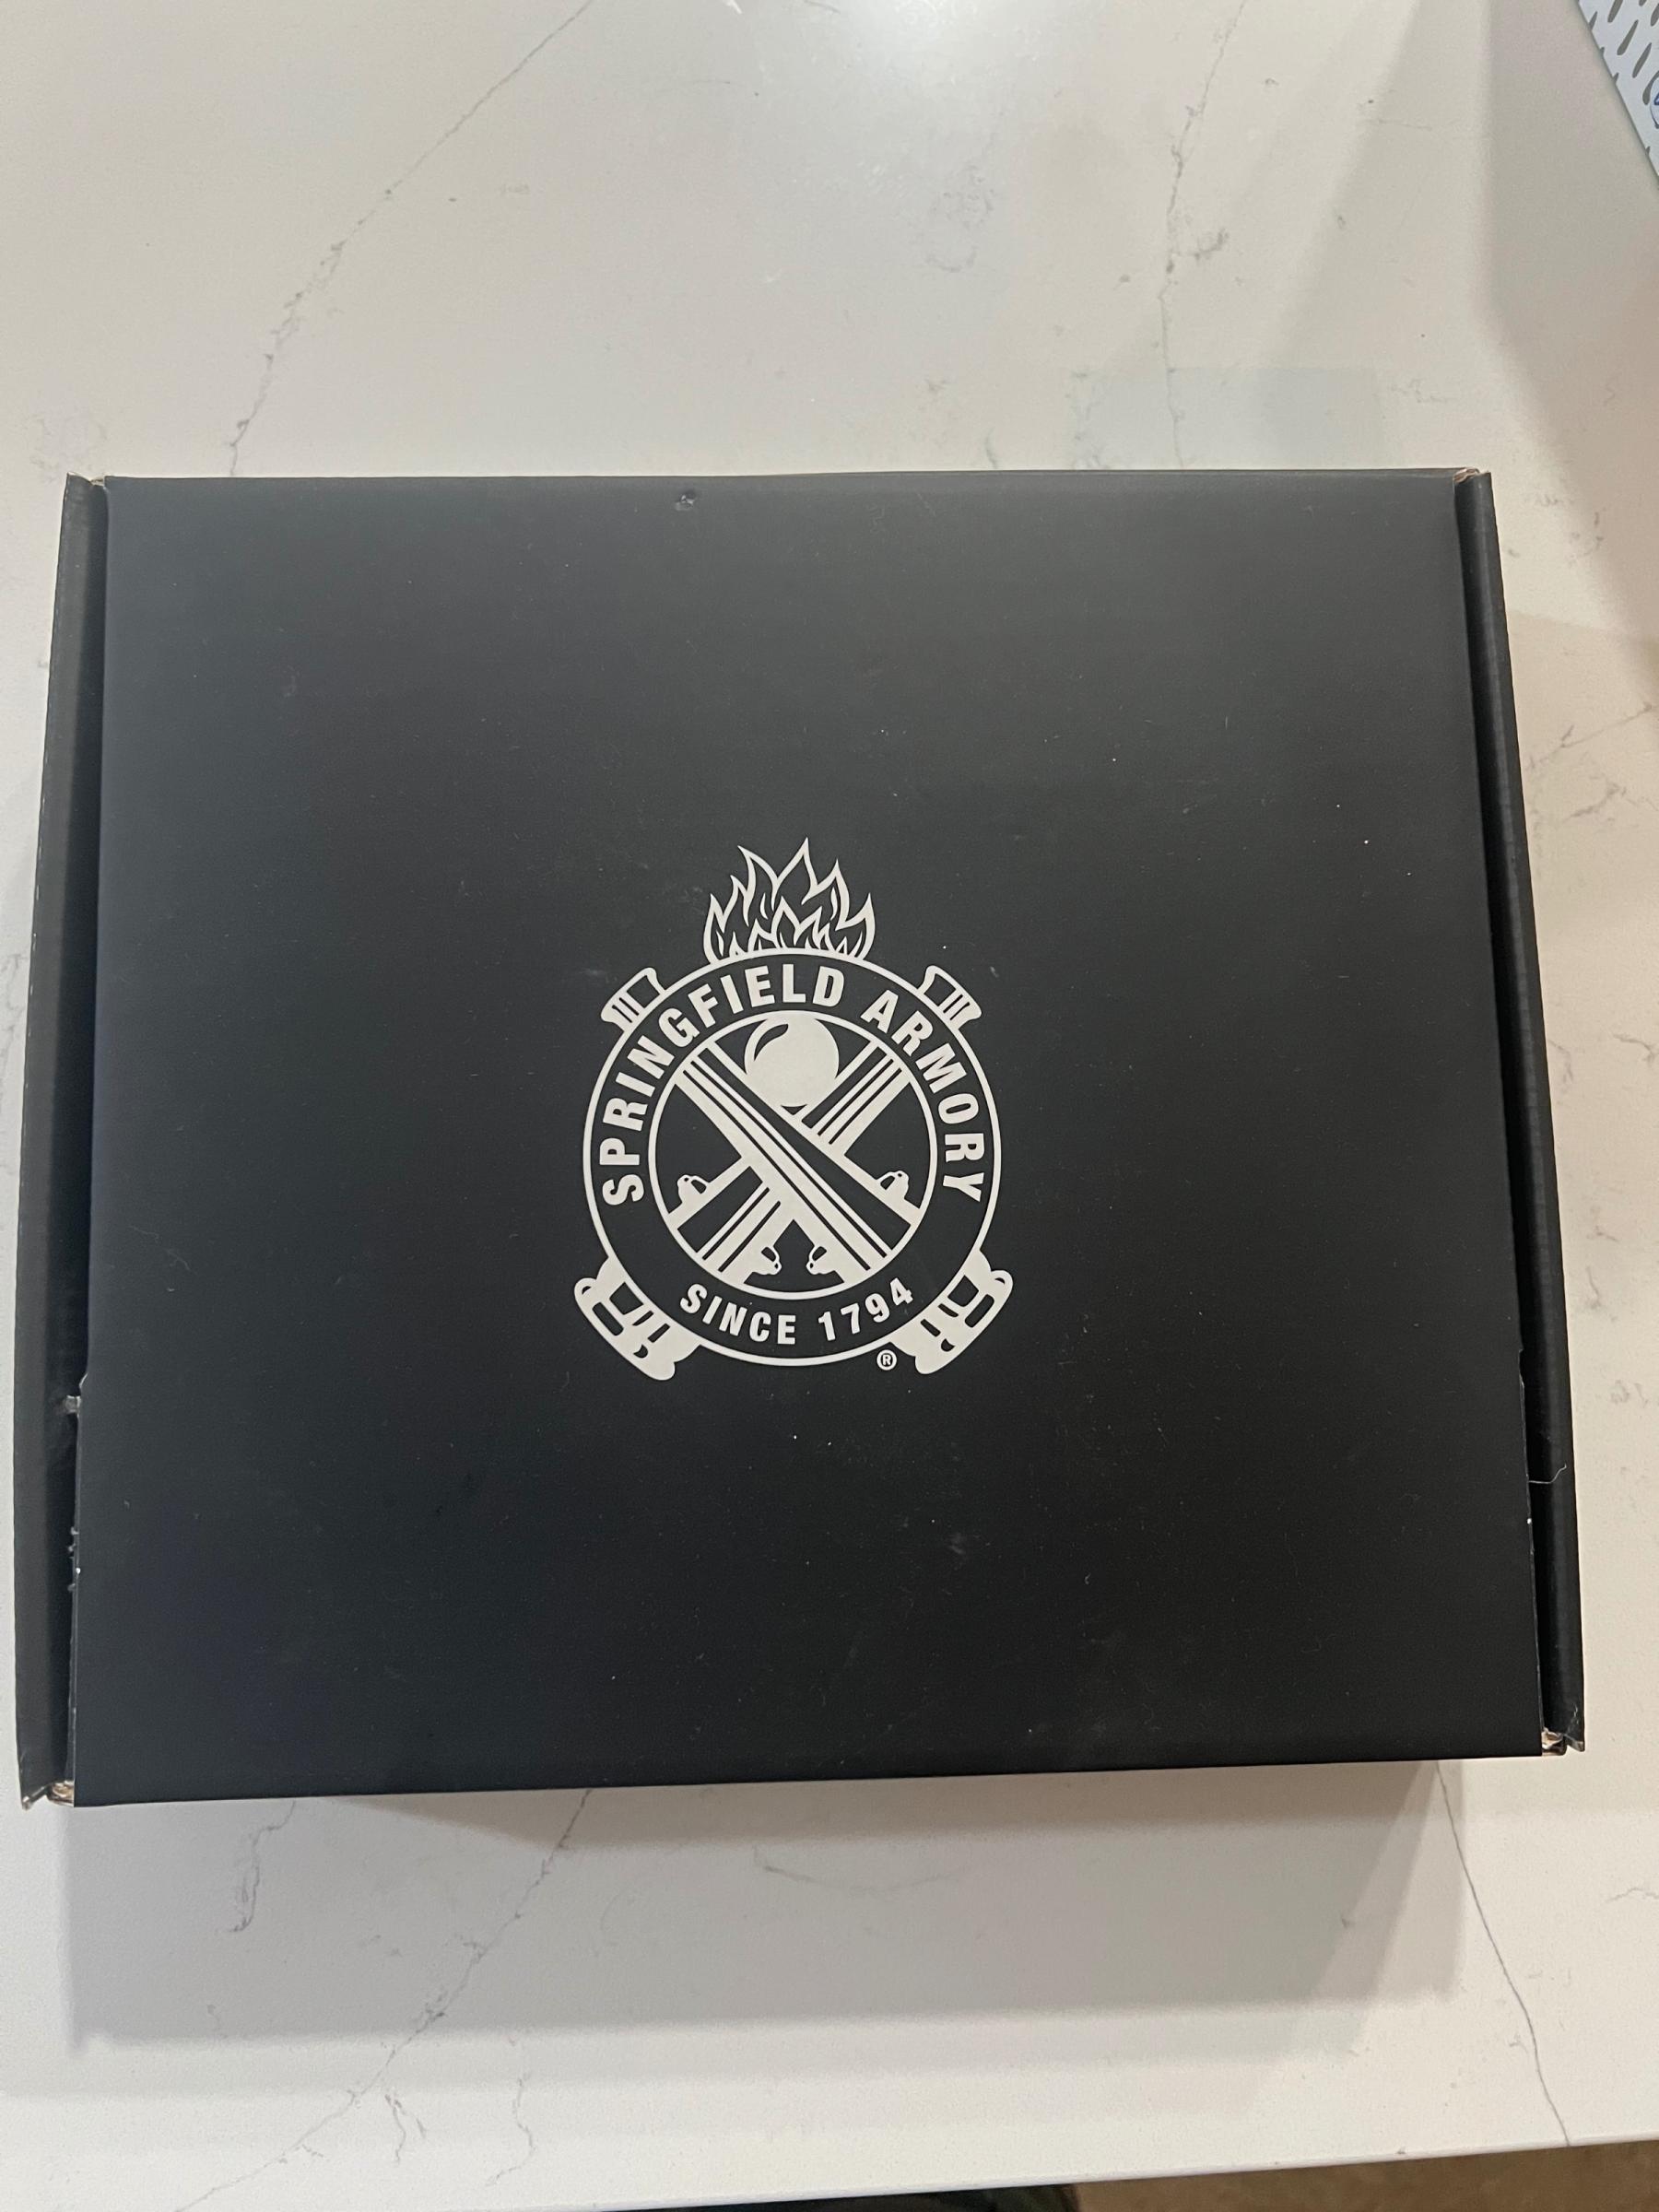 SPRINGFIELD ARMORY
SINCE 1794
®